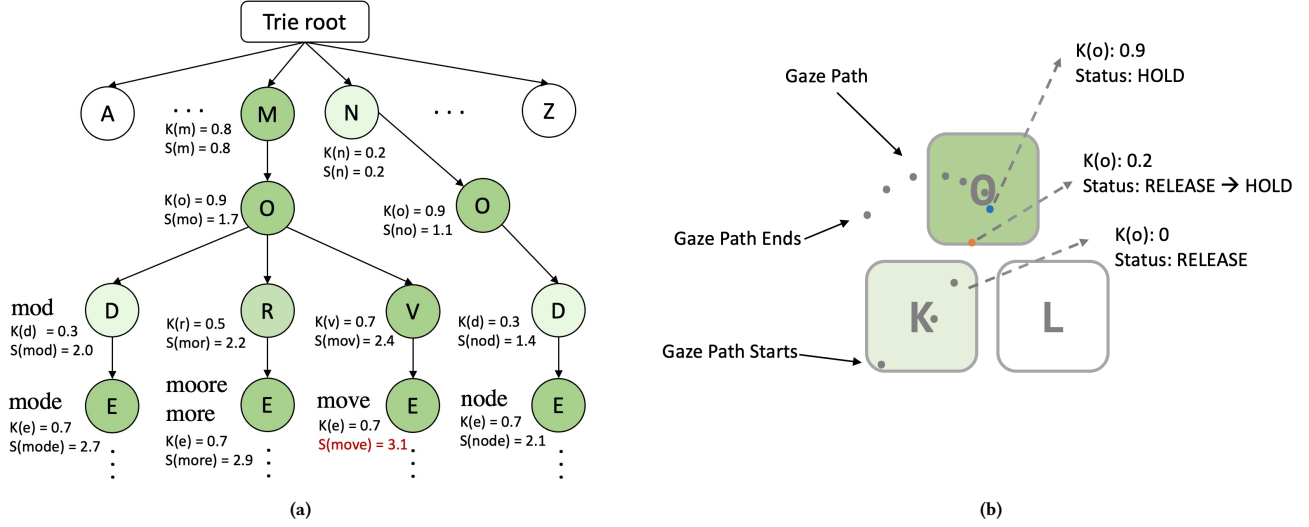 Trie root
A
. . .
M
N
. . .
Z
K(m) = 0.8
S(m) = 0.8
K(n) = 0.2
S(n) = 0.2
O
K(o) = 0.9
S(mo) = 1.7
O
K(o) = 0.9
S(no) = 1.1
mod
K(d) = 0.3
S(mod) = 2.0
D
K(r) = 0.5
S(mor) = 2.2
R
K(v) = 0.7
S(mov) = 2.4
V
K(d) = 0.3
S(nod) = 1.4
D
mode
K(e) = 0.7
S(mode) = 2.7
E
moore
more
K(e) = 0.7
S(more) = 2.9
E
move
K(e) = 0.7
S(move) = 3.1
E
node
K(e) = 0.7
S(node) = 2.1
E
(a)
Gaze Path
K(o): 0.9
Status: HOLD
O
K(o): 0.2
Status: RELEASE → HOLD
Gaze Path Ends
K(o): 0
Status: RELEASE
K
L
Gaze Path Starts
(b)